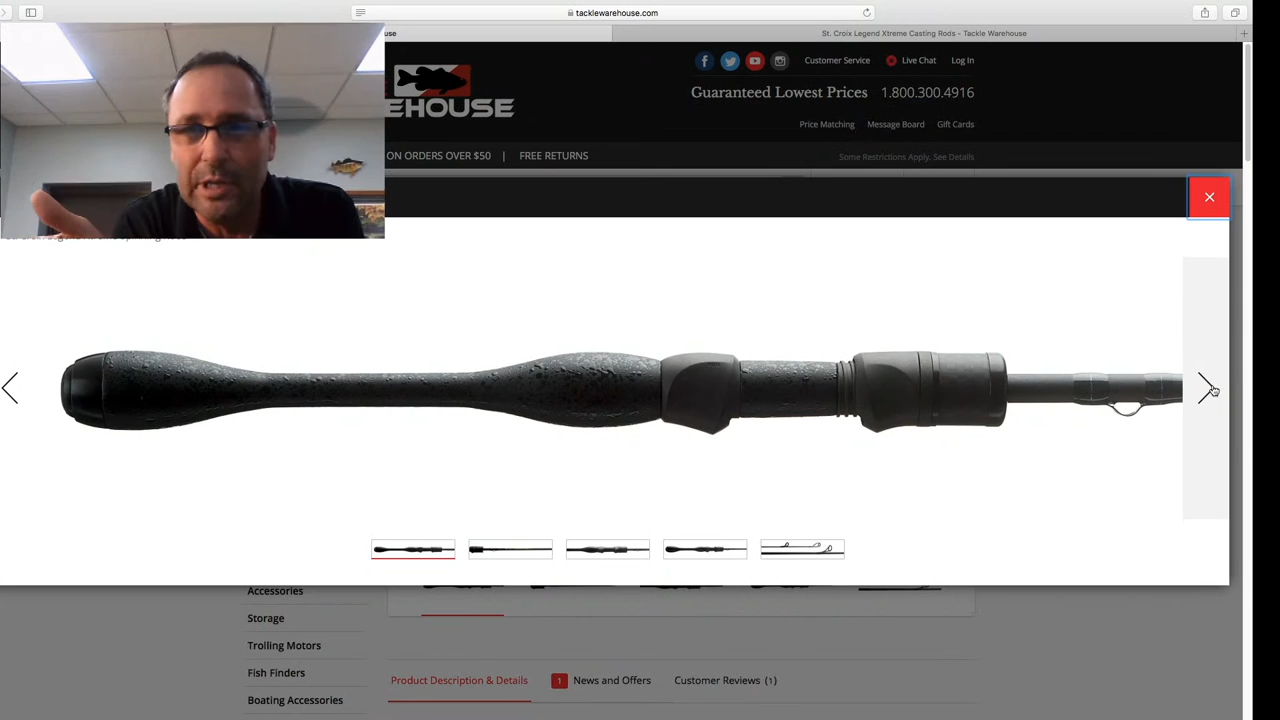 tacklewarehouse.com
se
St. Croix Legend Xtreme Casting Rods - Tackle Warehouse
Customer Service
Live Chat
Log In
EHOUSE
Guaranteed Lowest Prices 1.800.300.4916
Price Matching
Message Board
Gift Cards
ON ORDERS OVER $50 | FREE RETURNS
Some Restrictions Apply. See Details
Accessories
Storage
Trolling Motors
Fish Finders
Boating Accessories
Product Description & Details
1 News and Offers
Customer Reviews (1)